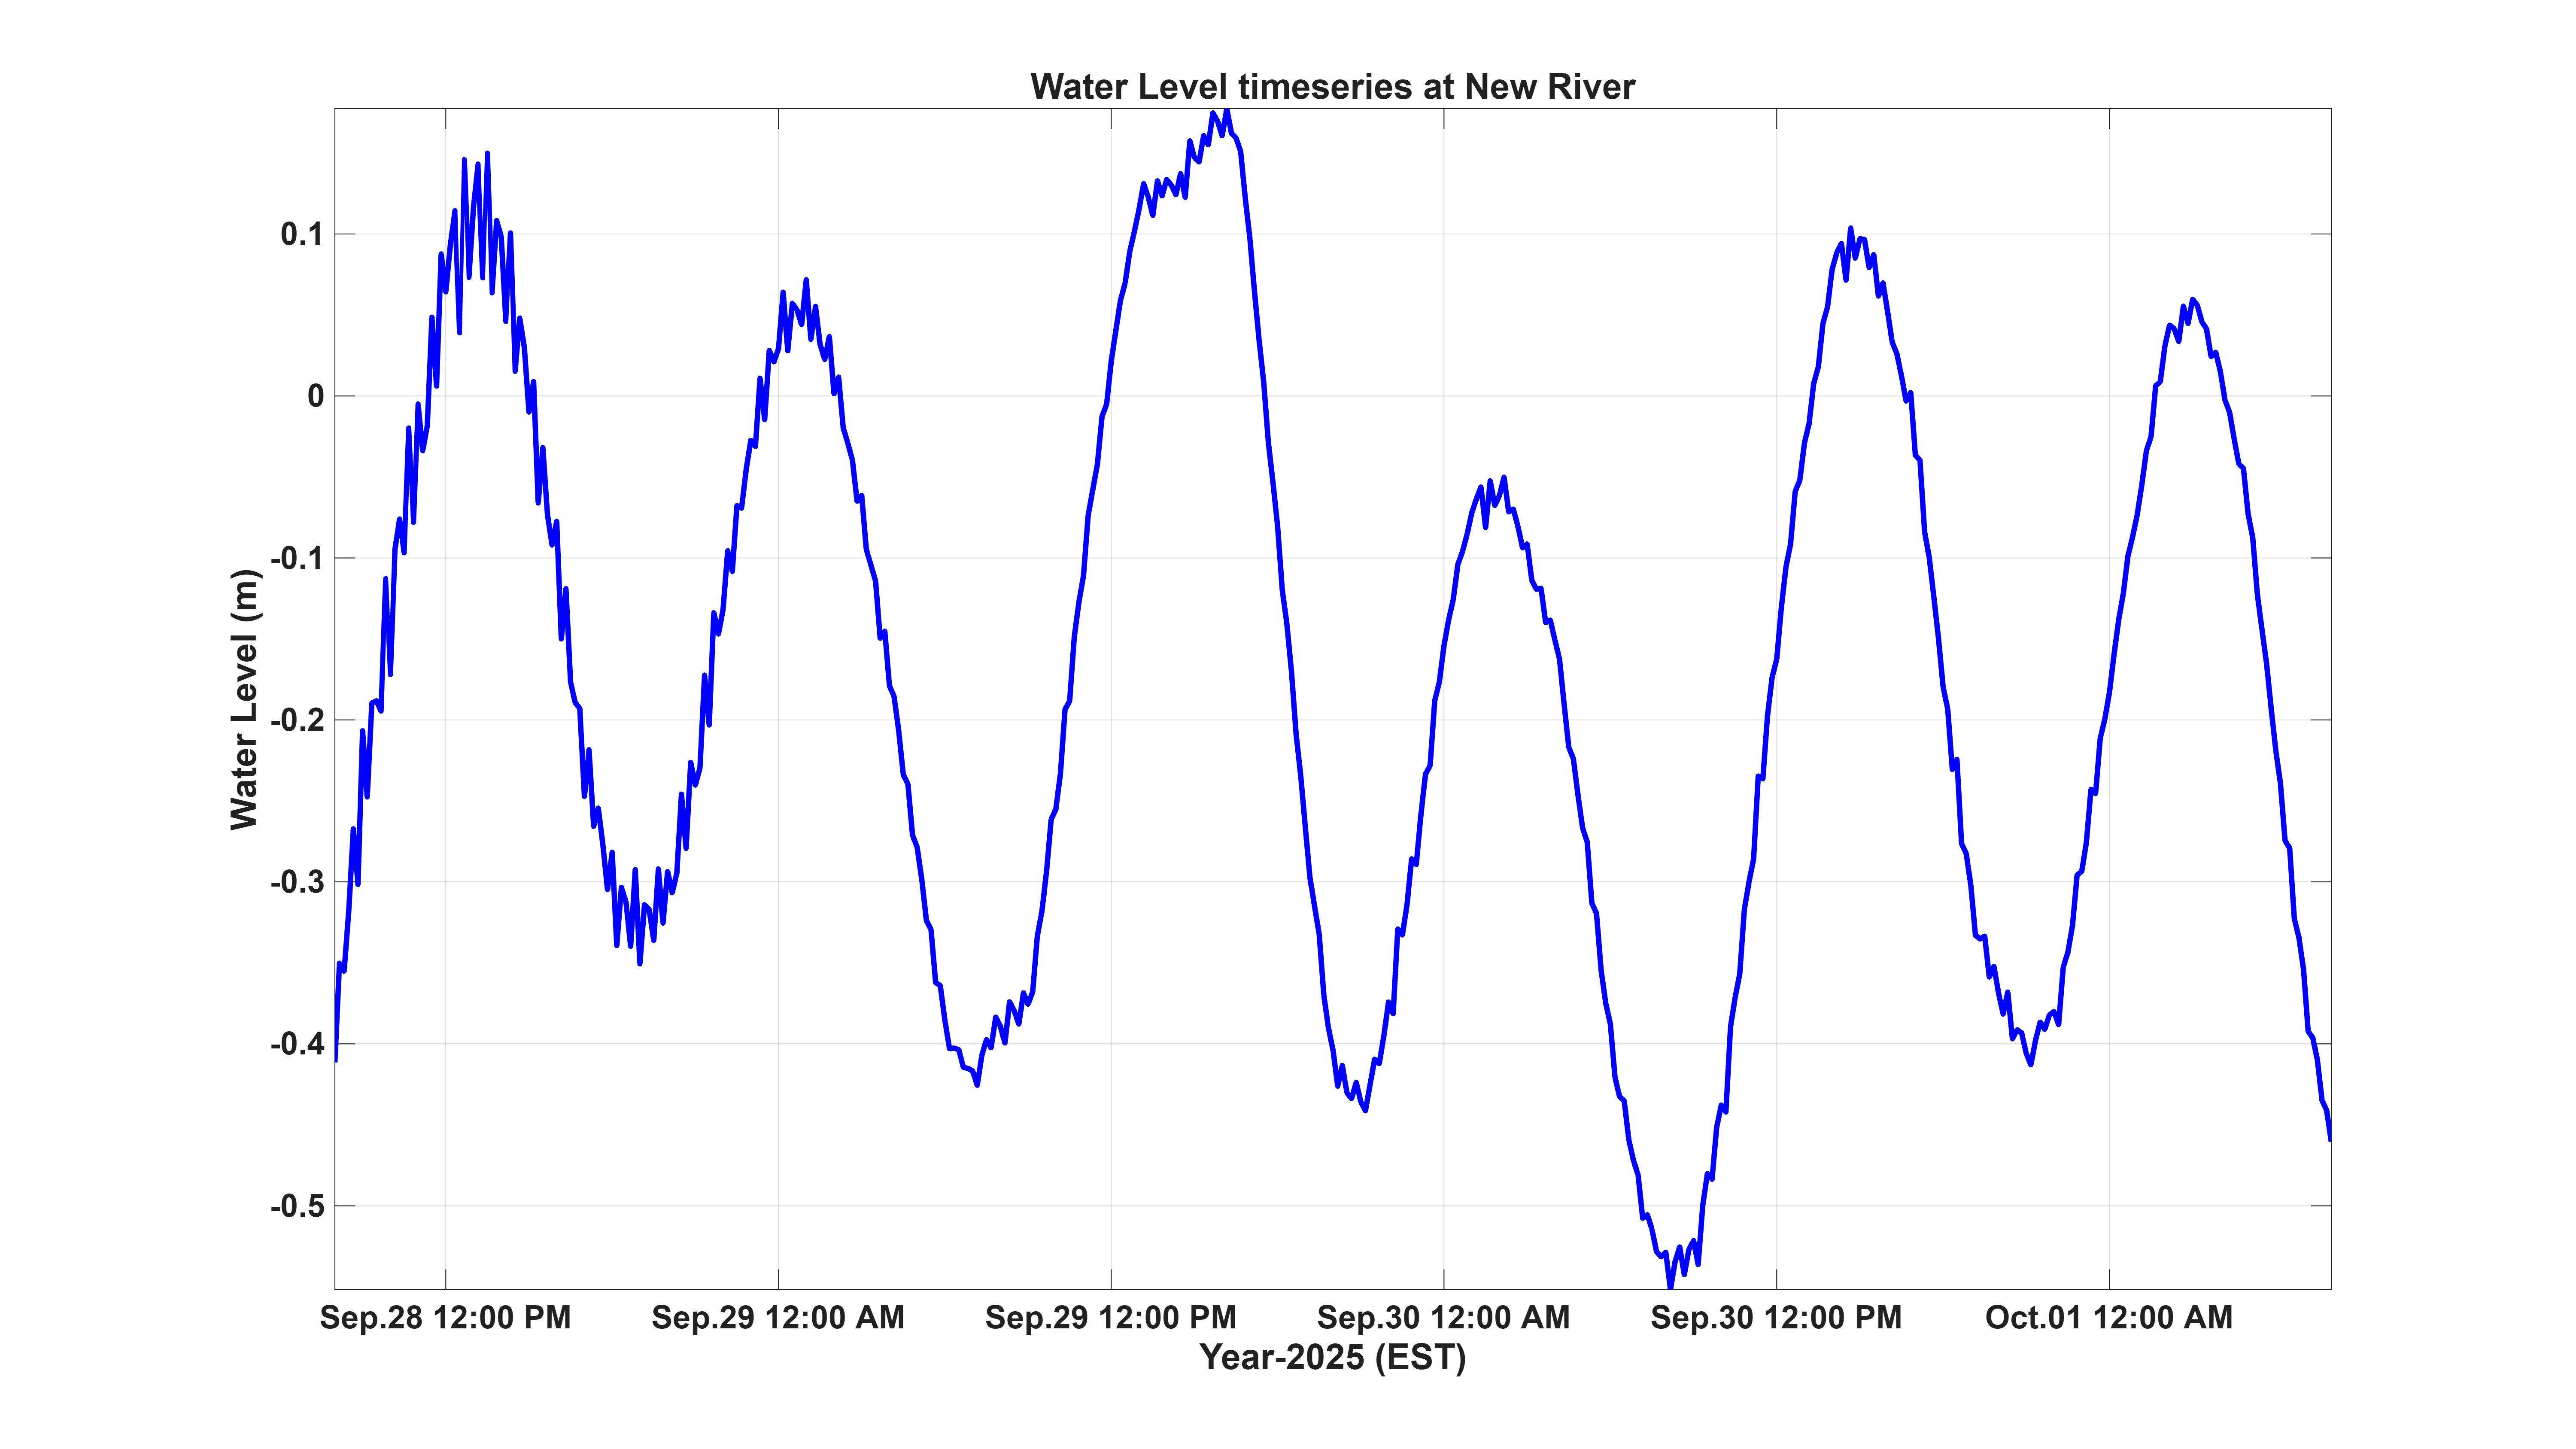 Water Level timeseries at New River
Water Level (m)
0.1
0
-0.1
-0.2
-0.3
-0.4
-0.5
Sep.28 12:00 PM
Sep.29 12:00 AM
Sep.29 12:00 PM
Sep.30 12:00 AM
Sep.30 12:00 PM
Oct.01 12:00 AM
Year-2025 (EST)